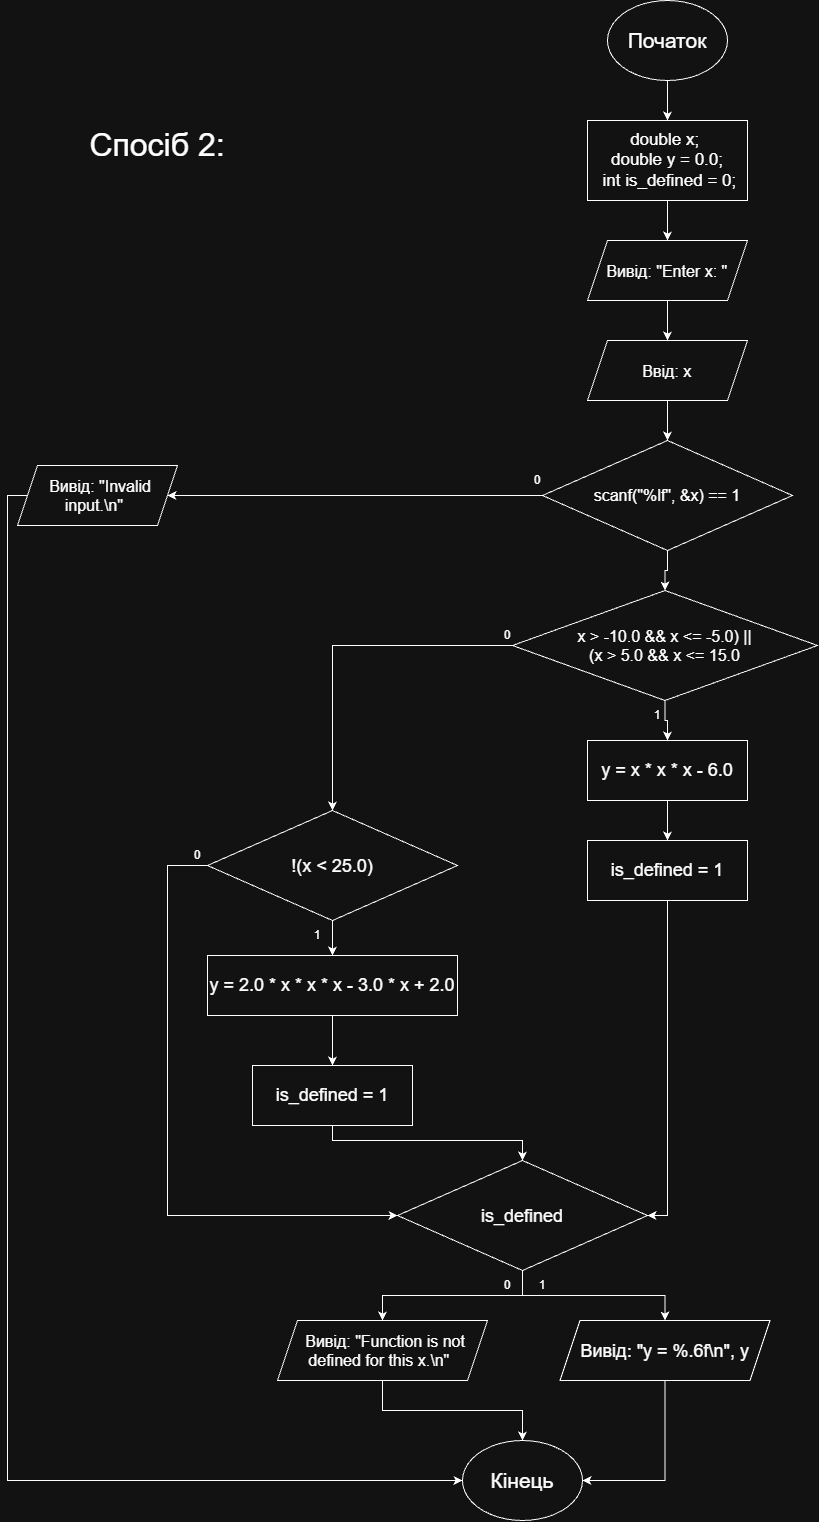 Початок
Спосіб 2:
double x;
double y = 0.0;
int is_defined = 0;
Вивід: "Enter x: "
Ввід: x
0
scanf("%lf", &x) == 1
Вивід: "Invalid
input.\n"
0
x > -10.0 && x <= -5.0) ||
(x > 5.0 && x <= 15.0
1
y = x * x * x - 6.0
0
!(x < 25.0)
is_defined = 1
1
y = 2.0 * x * x * x - 3.0 * x + 2.0
is_defined = 1
is_defined
0
1
Вивід: "Function is not
defined for this x.\n"
Вивід: "y = %.6f\n", y
Кінець